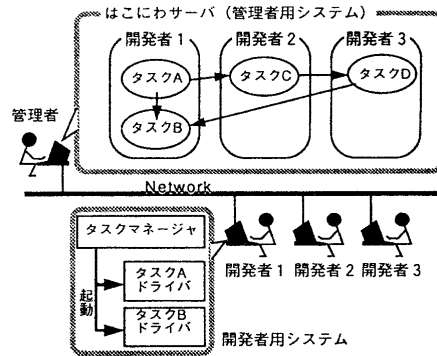 はこにわサーバ（管理者用システム）
開発者1 開発者2 開発者3
タスクA タスクC タスクD
タスクB
管理者
Network
タスクマネージャ
起動
タスクA
ドライバ
タスクB
ドライバ
開発者1 開発者2 開発者3
開発者用システム